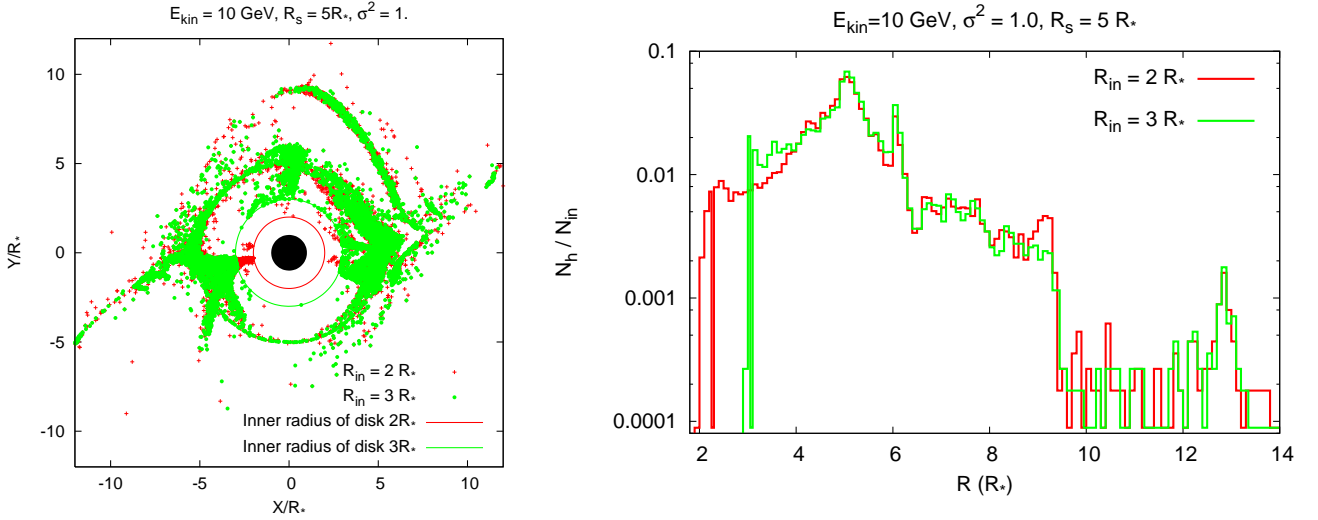 E_kin = 10 GeV, R_s = 5R_*, σ^2 = 1.
Y/R_*
10
5
0
-5
-10
R_in = 2 R_*
R_in = 3 R_*
Inner radius of disk 2R_*
Inner radius of disk 3R_*
-10 -5 0 5 10
X/R_*
E_kin=10 GeV, σ^2 = 1.0, R_s = 5 R_*
N_h / N_in
0.1
0.01
0.001
0.0001
R_in = 2 R_*
R_in = 3 R_*
2 4 6 8 10 12 14
R (R_*)